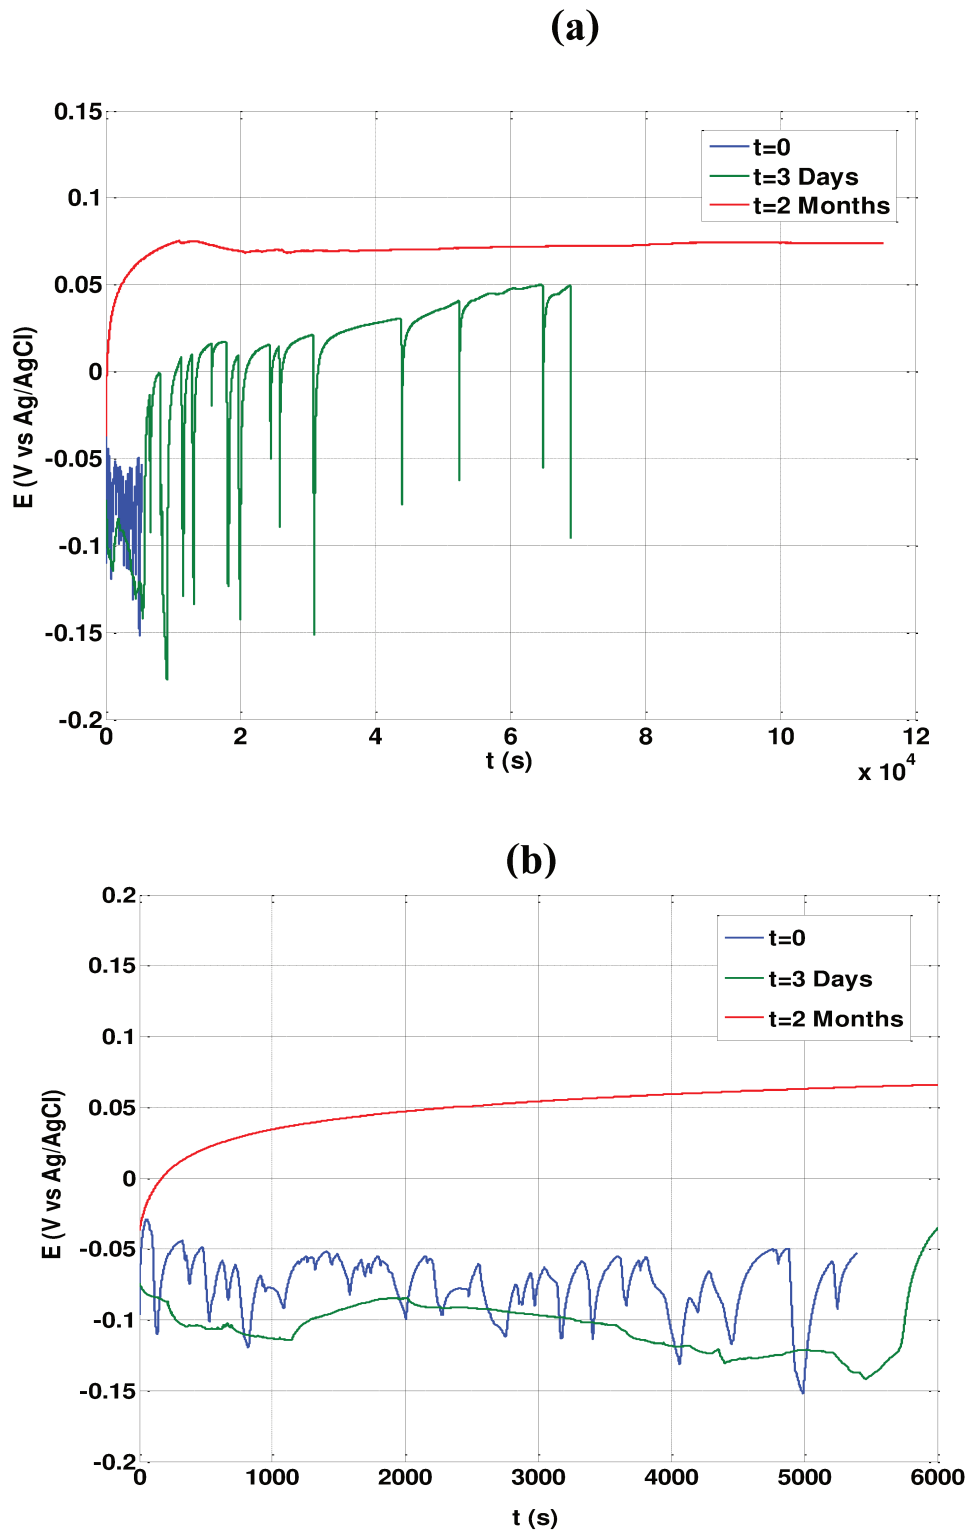 (a)
0.15
0.1
0.05
0
-0.05
-0.1
-0.15
-0.2
E (V vs Ag/AgCl)
t=0
t=3 Days
t=2 Months
0 2 4 6 8 10 12
t (s)
x 10^4
(b)
0.2
0.15
0.1
0.05
0
-0.05
-0.1
-0.15
-0.2
E (V vs Ag/AgCl)
t=0
t=3 Days
t=2 Months
0 1000 2000 3000 4000 5000 6000
t (s)